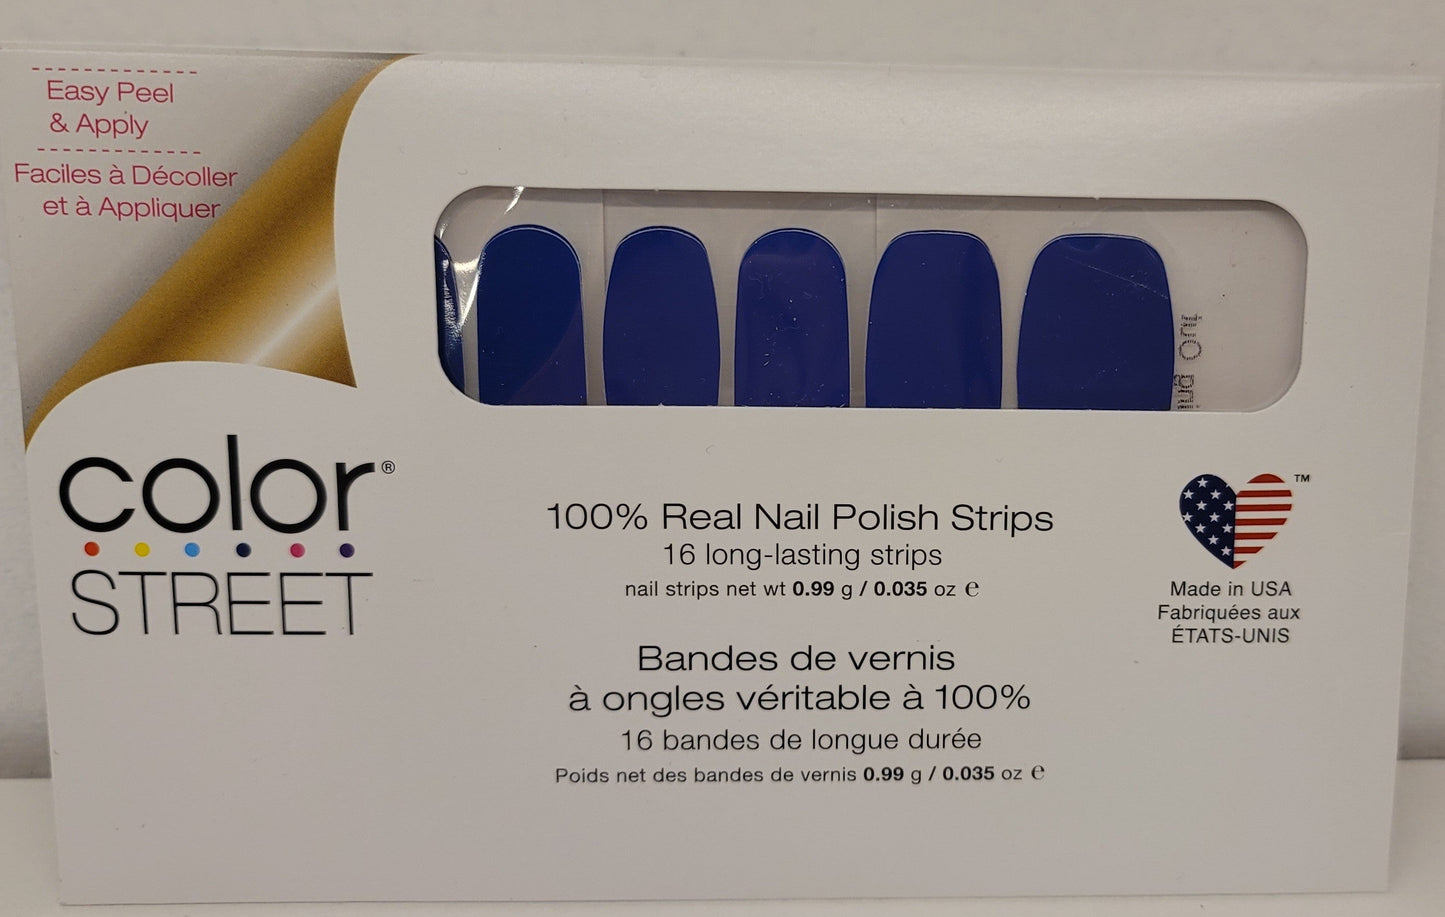 Easy Peel
& Apply
Faciles à Décoller
et à Appliquer
color®
STREET
100% Real Nail Polish Strips
16 long-lasting strips
nail strips net wt 0.99 g / 0.035 oz ℮
Bandes de vernis
à ongles véritable à 100%
16 bandes de longue durée
Poids net des bandes de vernis 0.99 g / 0.035 oz ℮
™
Made in USA
Fabriquées aux
ÉTATS-UNIS